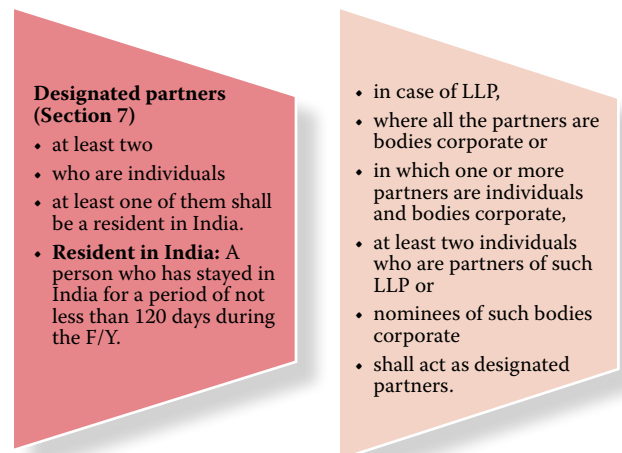 Designated partners
(Section 7)
• at least two
• who are individuals
• at least one of them shall
be a resident in India.
• Resident in India: A
person who has stayed in
India for a period of not
less than 120 days during
the F/Y.
• in case of LLP,
• where all the partners are
bodies corporate or
• in which one or more
partners are individuals
and bodies corporate,
• at least two individuals
who are partners of such
LLP or
• nominees of such bodies
corporate
• shall act as designated
partners.